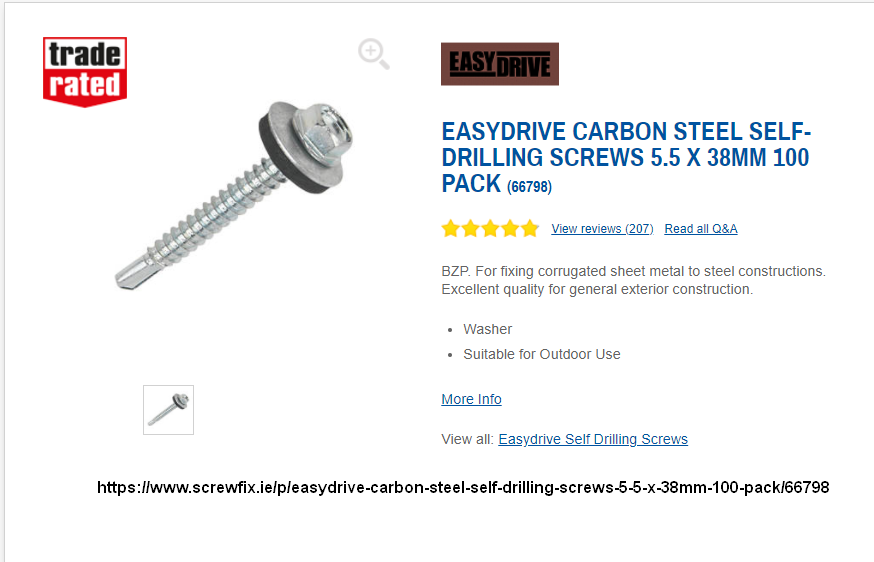 trade
rated
EASYDRIVE
EASYDRIVE CARBON STEEL SELF-
DRILLING SCREWS 5.5 X 38MM 100
PACK (66798)
View reviews (207) Read all Q&A
BZP. For fixing corrugated sheet metal to steel constructions.
Excellent quality for general exterior construction.
• Washer
• Suitable for Outdoor Use
More Info
View all: Easydrive Self Drilling Screws
https://www.screwfix.ie/p/easydrive-carbon-steel-self-drilling-screws-5-5-x-38mm-100-pack/66798